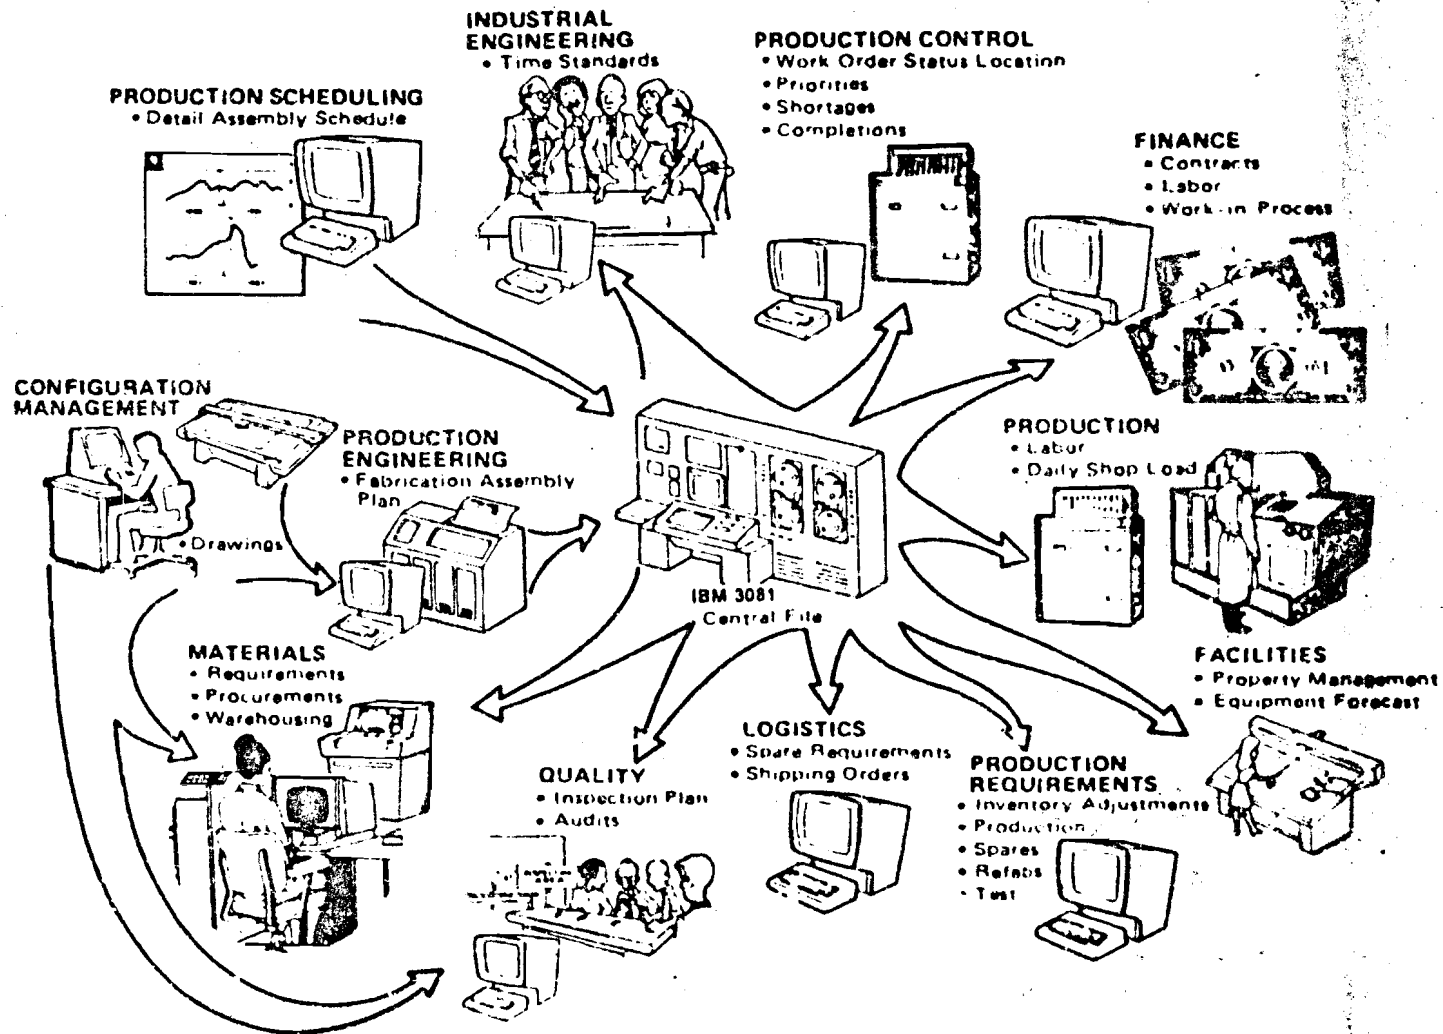 INDUSTRIAL
ENGINEERING
• Time Standards
PRODUCTION CONTROL
• Work Order Status Location
• Priorities
• Shortages
• Completions
PRODUCTION SCHEDULING
• Detail Assembly Schedule
FINANCE
• Contracts
• Labor
• Work-in Process
CONFIGURATION
MANAGEMENT
• Drawings
PRODUCTION
ENGINEERING
• Fabrication Assembly
Plan
PRODUCTION
• Labor
• Daily Shop Load
IBM 3081
Central File
MATERIALS
• Requirements
• Procurements
• Warehousing
FACILITIES
• Property Management
• Equipment Forecast
LOGISTICS
• Spare Requirements
• Shipping Orders
QUALITY
• Inspection Plan
• Audits
PRODUCTION
REQUIREMENTS
• Inventory Adjustments
• Production
• Spares
• Refabs
• Test